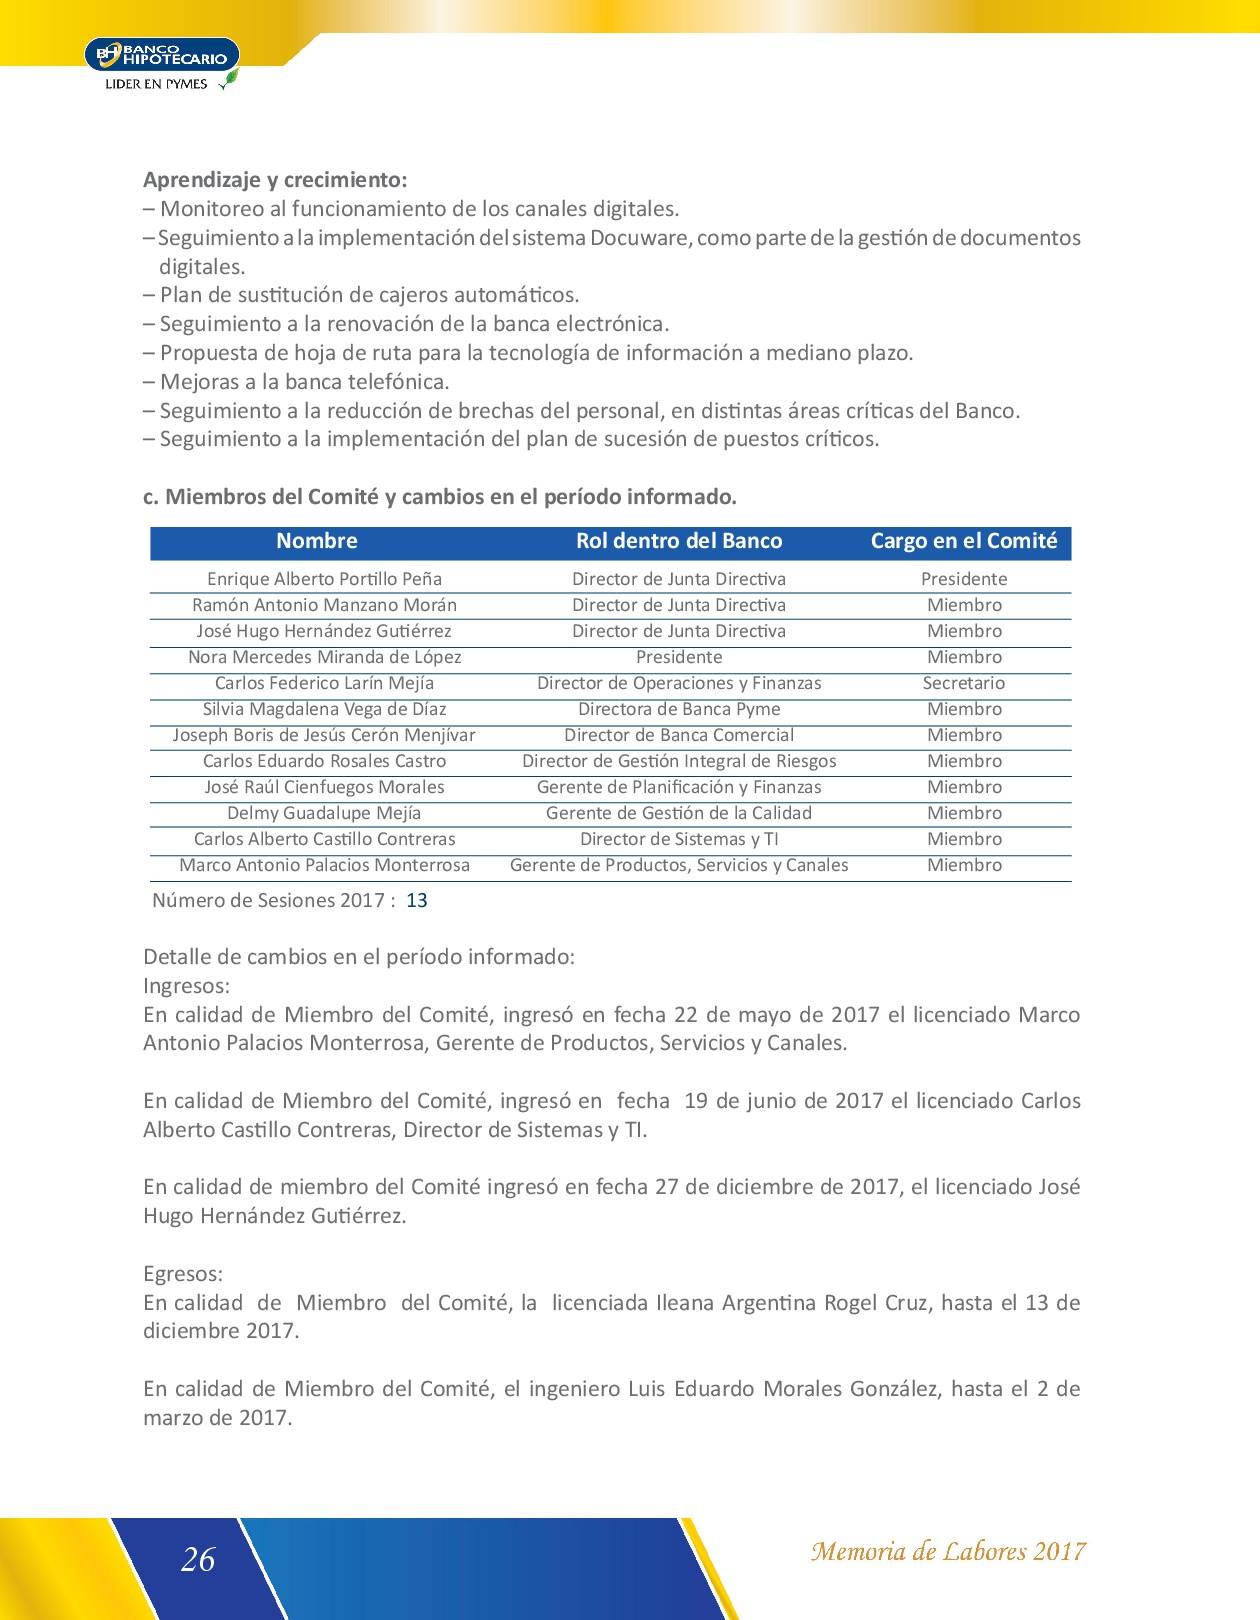 BH BANCO
HIPOTECARIO
LIDER EN PYMES
Aprendizaje y crecimiento:
– Monitoreo al funcionamiento de los canales digitales.
– Seguimiento a la implementación del sistema Docuware, como parte de la gestión de documentos
digitales.
– Plan de sustitución de cajeros automáticos.
– Seguimiento a la renovación de la banca electrónica.
– Propuesta de hoja de ruta para la tecnología de información a mediano plazo.
– Mejoras a la banca telefónica.
– Seguimiento a la reducción de brechas del personal, en distintas áreas críticas del Banco.
– Seguimiento a la implementación del plan de sucesión de puestos críticos.
c. Miembros del Comité y cambios en el período informado.
Nombre Rol dentro del Banco Cargo en el Comité
Enrique Alberto Portillo Peña Director de Junta Directiva Presidente
Ramón Antonio Manzano Morán Director de Junta Directiva Miembro
José Hugo Hernández Gutiérrez Director de Junta Directiva Miembro
Nora Mercedes Miranda de López Presidente Miembro
Carlos Federico Larín Mejía Director de Operaciones y Finanzas Secretario
Silvia Magdalena Vega de Díaz Directora de Banca Pyme Miembro
Joseph Boris de Jesús Cerón Menjívar Director de Banca Comercial Miembro
Carlos Eduardo Rosales Castro Director de Gestión Integral de Riesgos Miembro
José Raúl Cienfuegos Morales Gerente de Planificación y Finanzas Miembro
Delmy Guadalupe Mejía Gerente de Gestión de la Calidad Miembro
Carlos Alberto Castillo Contreras Director de Sistemas y TI Miembro
Marco Antonio Palacios Monterrosa Gerente de Productos, Servicios y Canales Miembro
Número de Sesiones 2017 : 13
Detalle de cambios en el período informado:
Ingresos:
En calidad de Miembro del Comité, ingresó en fecha 22 de mayo de 2017 el licenciado Marco
Antonio Palacios Monterrosa, Gerente de Productos, Servicios y Canales.
En calidad de Miembro del Comité, ingresó en fecha 19 de junio de 2017 el licenciado Carlos
Alberto Castillo Contreras, Director de Sistemas y TI.
En calidad de miembro del Comité ingresó en fecha 27 de diciembre de 2017, el licenciado José
Hugo Hernández Gutiérrez.
Egresos:
En calidad de Miembro del Comité, la licenciada Ileana Argentina Rogel Cruz, hasta el 13 de
diciembre 2017.
En calidad de Miembro del Comité, el ingeniero Luis Eduardo Morales González, hasta el 2 de
marzo de 2017.
26
Memoria de Labores 2017